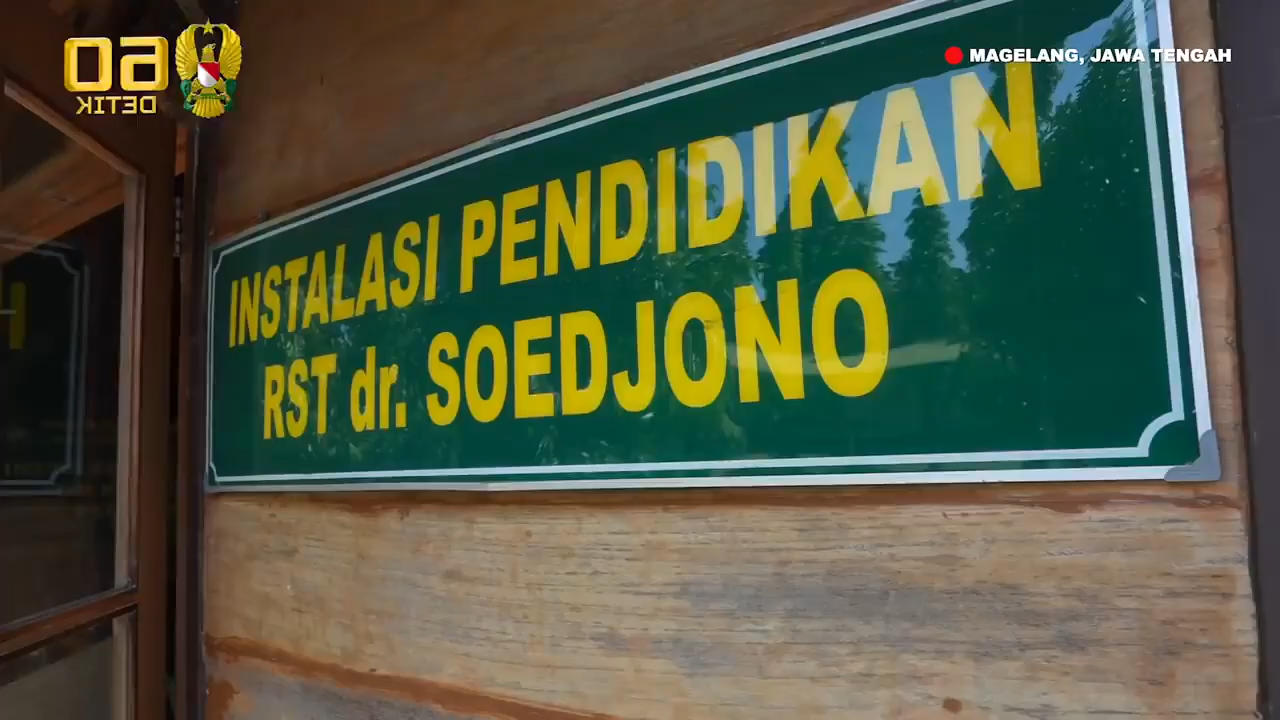 60
DETIK
MAGELANG, JAWA TENGAH
INSTALASI PENDIDIKAN
RST dr. SOEDJONO